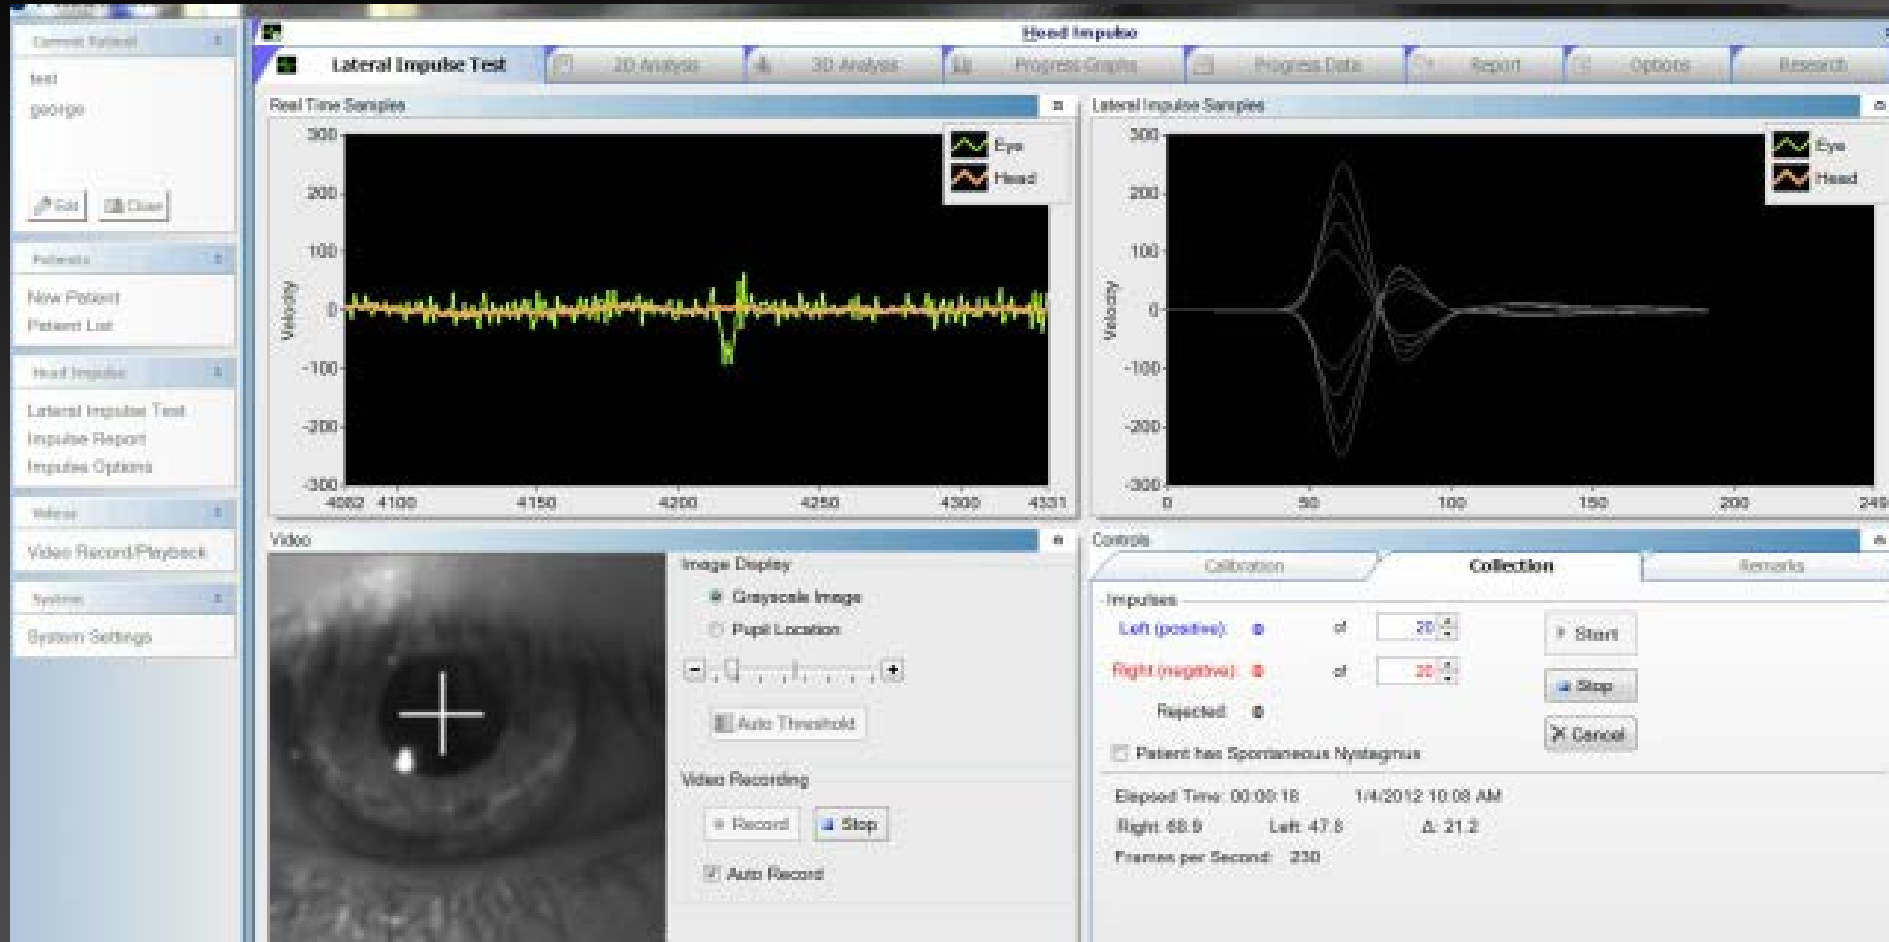 Head Impulse
Current Patient
test
george
Edit Close
Patients
New Patient
Patient List
Head Impulse
Lateral Impulse Test
Impulse Report
Impulse Options
Videos
Video Record/Playback
System
System Settings
Lateral Impulse Test 2D Analysis 3D Analysis Progress Graphs Progress Data Report Options Research
Real Time Samples
Eye
Head
Velocity
300
200
100
0
-100
-200
-300
4082 4100 4150 4200 4250 4300 4331
Lateral Impulse Samples
Eye
Head
Velocity
300
200
100
0
-100
-200
-300
0 50 100 150 200 249
Video
Image Display
Grayscale Image
Pupil Location
Auto Threshold
Video Recording
Record Stop
Auto Record
Controls
Calibration Collection Remarks
Impulses
Left (positive): 0 of 20
Right (negative): 0 of 20
Rejected: 0
Start
Stop
Cancel
Patient has Spontaneous Nystagmus
Elapsed Time: 00:00:18 1/4/2012 10:08 AM
Right: 68.9 Left: 47.8 Δ: 21.2
Frames per Second: 230